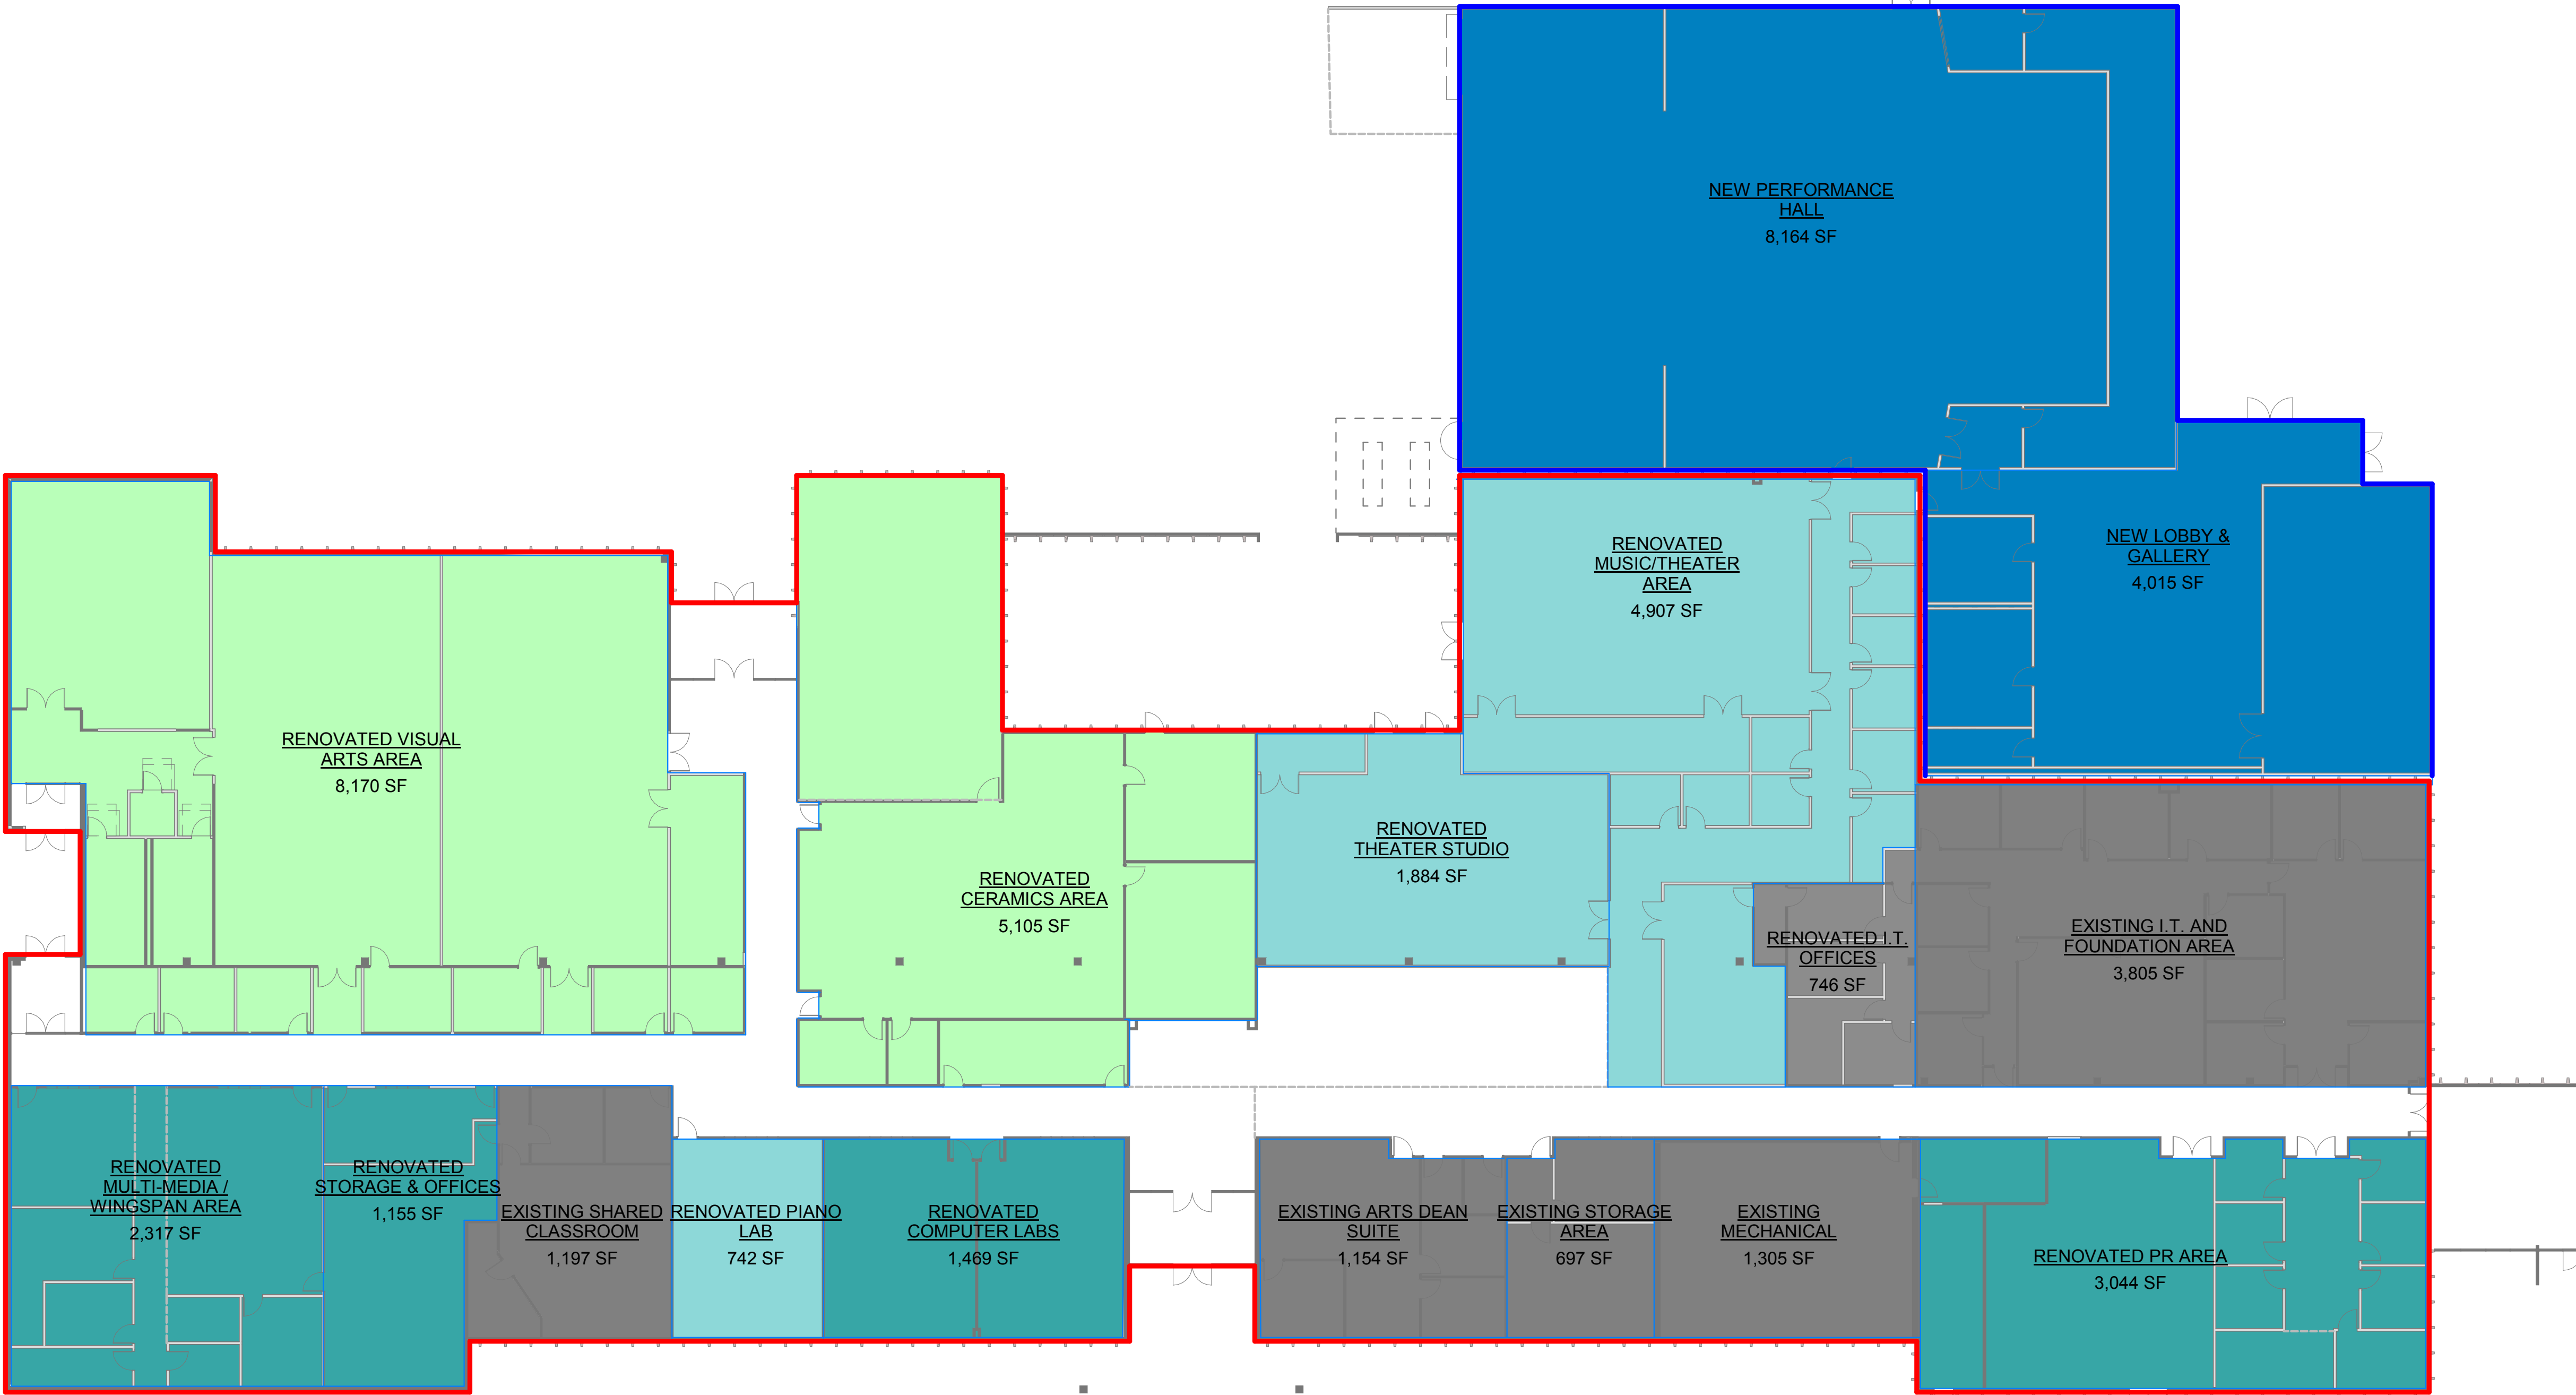 NEW PERFORMANCE
HALL
8,164 SF
NEW LOBBY &
GALLERY
4,015 SF
RENOVATED
MUSIC/THEATER
AREA
4,907 SF
RENOVATED VISUAL
ARTS AREA
8,170 SF
RENOVATED
CERAMICS AREA
5,105 SF
RENOVATED
THEATER STUDIO
1,884 SF
RENOVATED I.T.
OFFICES
746 SF
EXISTING I.T. AND
FOUNDATION AREA
3,805 SF
RENOVATED
MULTI-MEDIA /
WINGSPAN AREA
2,317 SF
RENOVATED
STORAGE & OFFICES
1,155 SF
EXISTING SHARED
CLASSROOM
1,197 SF
RENOVATED PIANO
LAB
742 SF
RENOVATED
COMPUTER LABS
1,469 SF
EXISTING ARTS DEAN
SUITE
1,154 SF
EXISTING STORAGE
AREA
697 SF
EXISTING
MECHANICAL
1,305 SF
RENOVATED PR AREA
3,044 SF